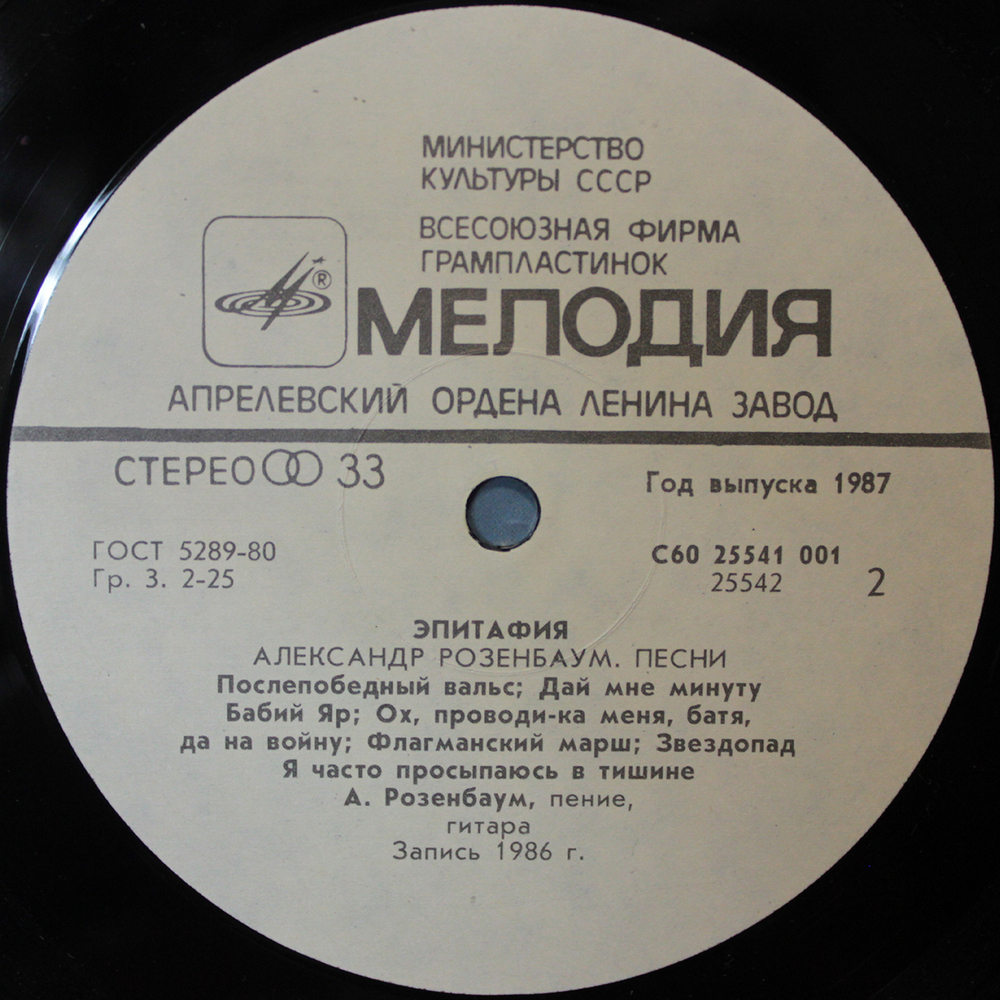 МИНИСТЕРСТВО
КУЛЬТУРЫ СССР
ВСЕСОЮЗНАЯ ФИРМА
ГРАМПЛАСТИНОК
®
МЕЛОДИЯ
АПРЕЛЕВСКИЙ ОРДЕНА ЛЕНИНА ЗАВОД
СТЕРЕО 33
Год выпуска 1987
ГОСТ 5289-80
Гр. 3. 2-25
С60 25541 001
25542
2
ЭПИТАФИЯ
АЛЕКСАНДР РОЗЕНБАУМ. ПЕСНИ
Послепобедный вальс; Дай мне минуту
Бабий Яр; Ох, проводи-ка меня, батя,
да на войну; Флагманский марш; Звездопад
Я часто просыпаюсь в тишине
А. Розенбаум, пение,
гитара
Запись 1986 г.